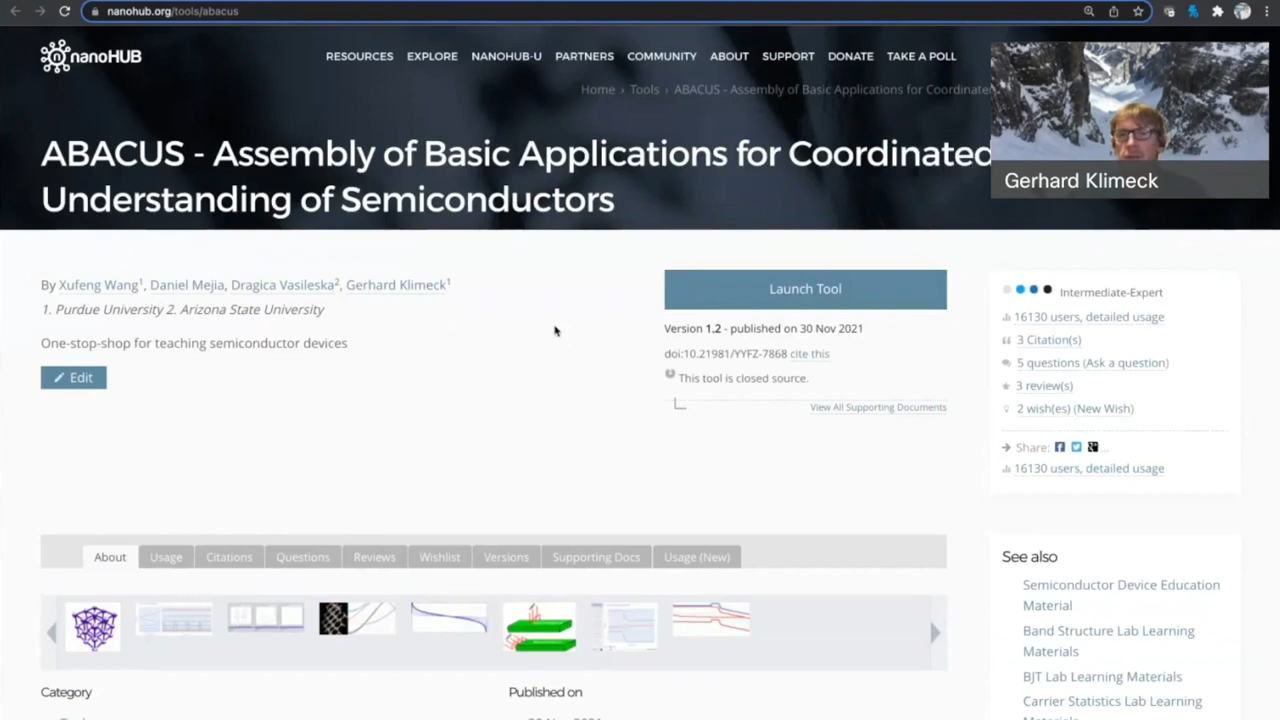 nanohub.org/tools/abacus
nanoHUB
RESOURCES EXPLORE NANOHUB-U PARTNERS COMMUNITY ABOUT SUPPORT DONATE TAKE A POLL
Home › Tools › ABACUS - Assembly of Basic Applications for Coordinated
ABACUS - Assembly of Basic Applications for Coordinated
Understanding of Semiconductors
Gerhard Klimeck
By Xufeng Wang1, Daniel Mejia, Dragica Vasileska2, Gerhard Klimeck1
1. Purdue University 2. Arizona State University
One-stop-shop for teaching semiconductor devices
Edit
Launch Tool
Version 1.2 - published on 30 Nov 2021
doi:10.21981/YYFZ-7868 cite this
This tool is closed source.
View All Supporting Documents
Intermediate-Expert
16130 users, detailed usage
3 Citation(s)
5 questions (Ask a question)
3 review(s)
2 wish(es) (New Wish)
Share: ...
16130 users, detailed usage
About Usage Citations Questions Reviews Wishlist Versions Supporting Docs Usage (New)
See also
Semiconductor Device Education
Material
Band Structure Lab Learning
Materials
BJT Lab Learning Materials
Carrier Statistics Lab Learning
Category
Published on